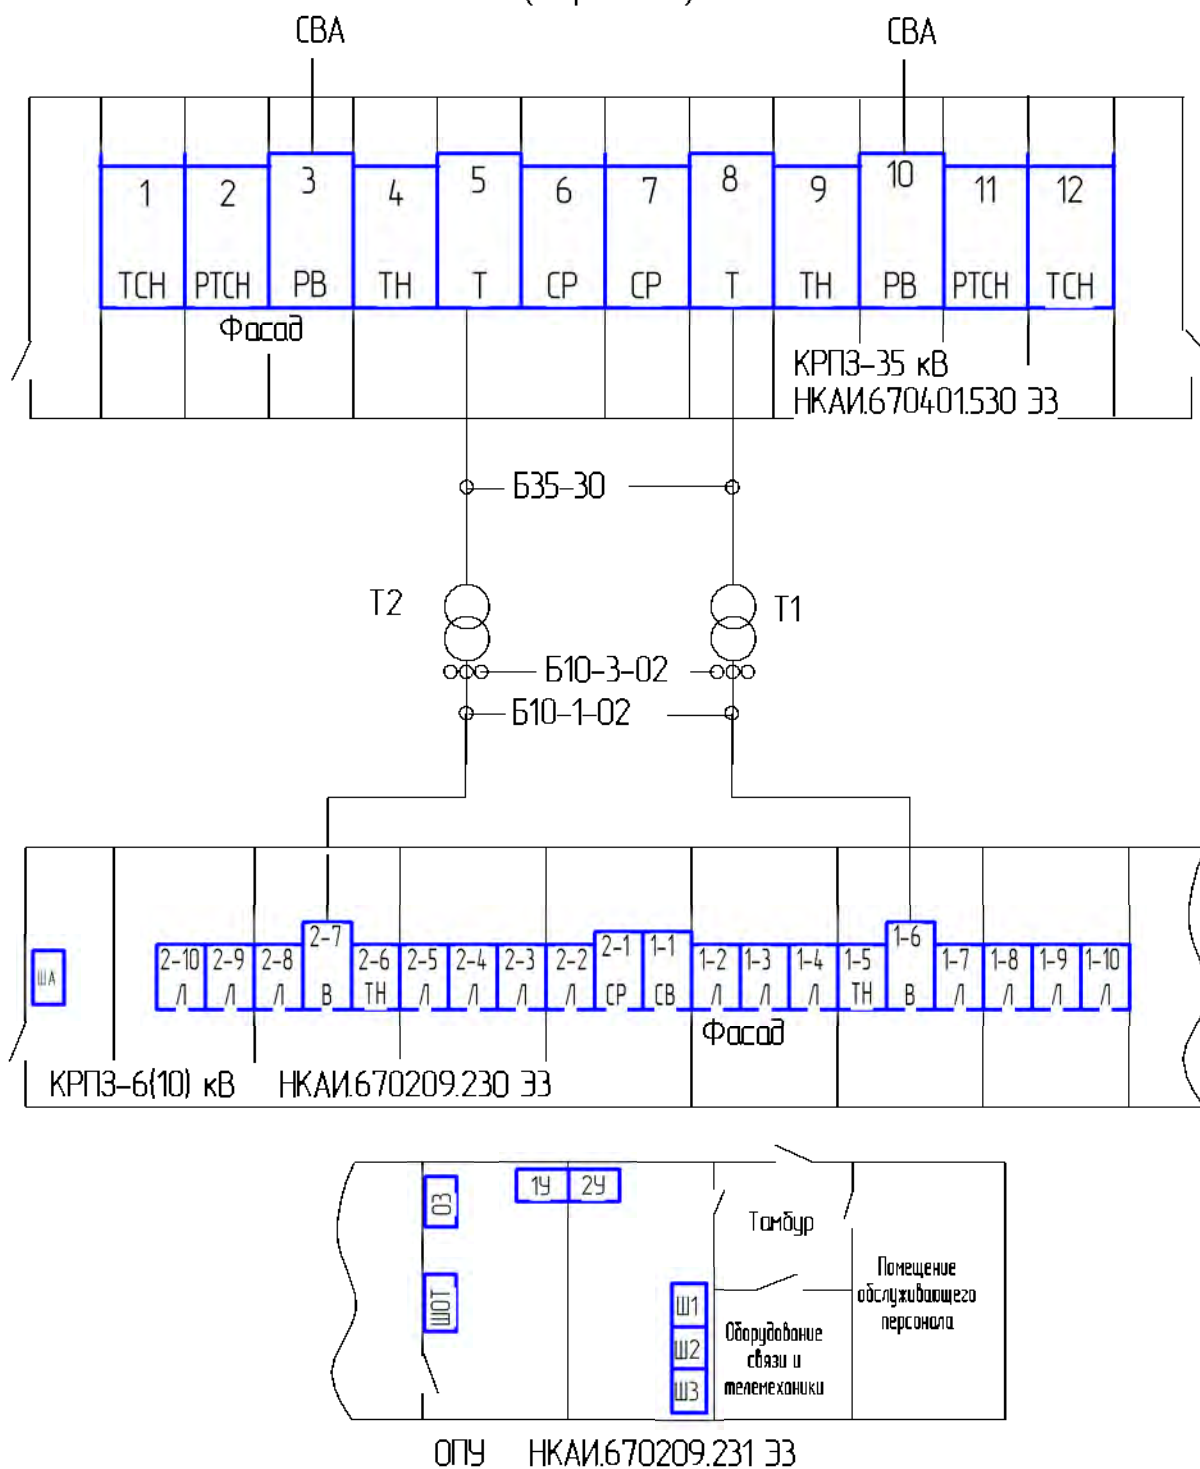 СВА СВА
1 2 3 4 5 6 7 8 9 10 11 12
ТСН РТСН РВ ТН Т СР СР Т ТН РВ РТСН ТСН
Фасад
КРПЗ-35 кВ
НКАИ.670401.530 ЭЗ
Б35-30
Т2 Т1
Б10-3-02
Б10-1-02
2-10 2-9 2-8 2-7 2-6 2-5 2-4 2-3 2-2 2-1 1-1 1-2 1-3 1-4 1-5 1-6 1-7 1-8 1-9 1-10
ША Л Л Л В ТН Л Л Л Л СР СВ Л Л Л ТН В Л Л Л Л
Фасад
КРПЗ-6(10) кВ НКАИ.670209.230 ЭЗ
ОЗ 1У 2У
Тамбур
ШОТ
Ш1
Ш2
Ш3
Оборудование
связи и
телемеханики
Помещение
обслуживающего
персонала
ОПУ НКАИ.670209.231 ЭЗ